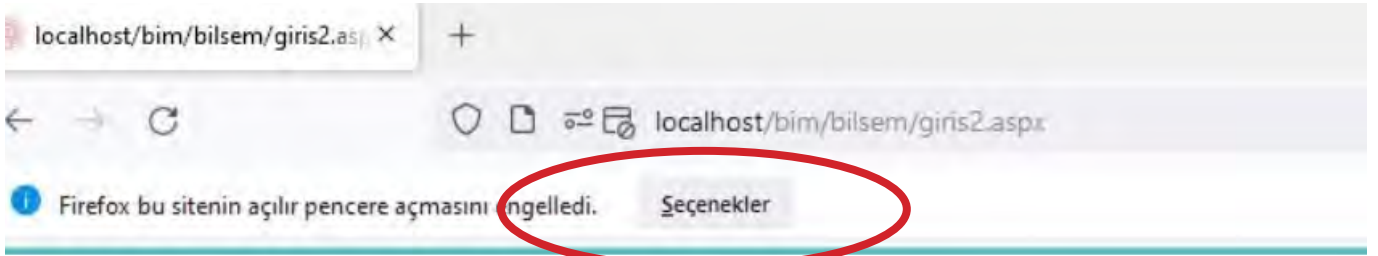 localhost/bim/bilsem/giris2.asp
localhost/bim/bilsem/giris2.aspx
Firefox bu sitenin açılır pencere açmasını engelledi. Seçenekler